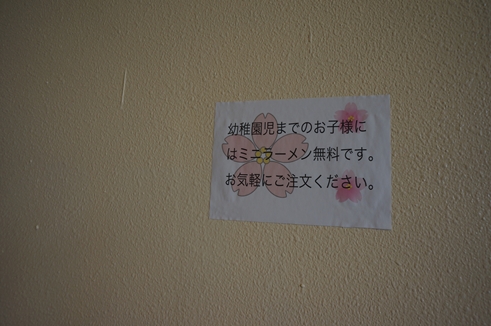 幼稚園児までのお子様に
はミニラーメン無料です。
お気軽にご注文ください。